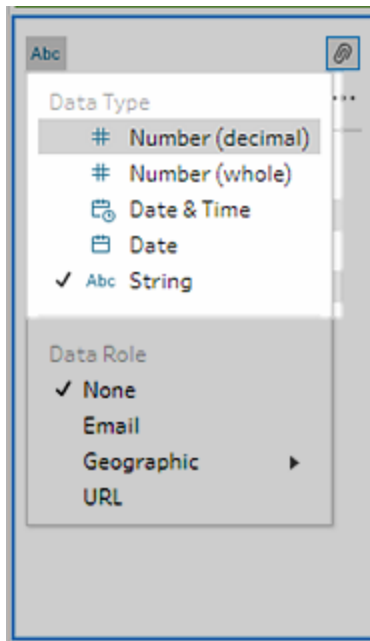 Abc
Data Type
# Number (decimal)
# Number (whole)
Date & Time
Date
✓ Abc String
Data Role
✓ None
Email
Geographic
URL